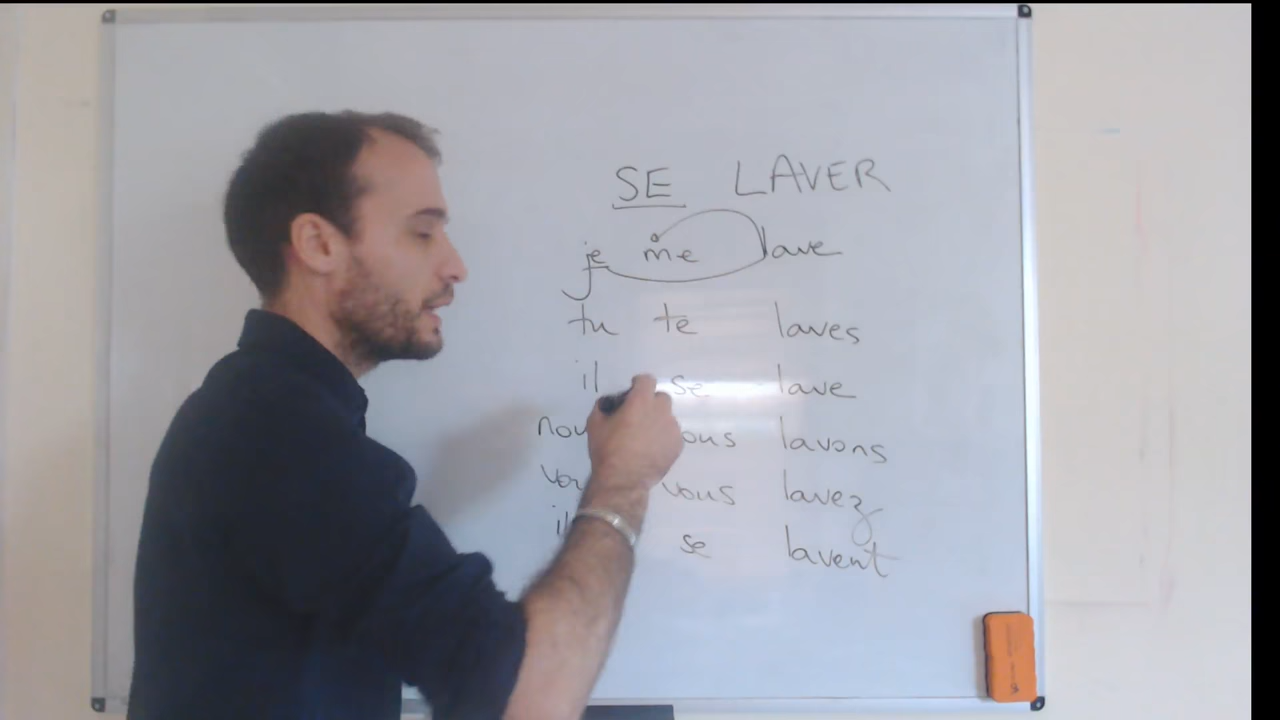 SE LAVER
je me lave
tu te laves
il se lave
lavons
vous lavez
se lavent